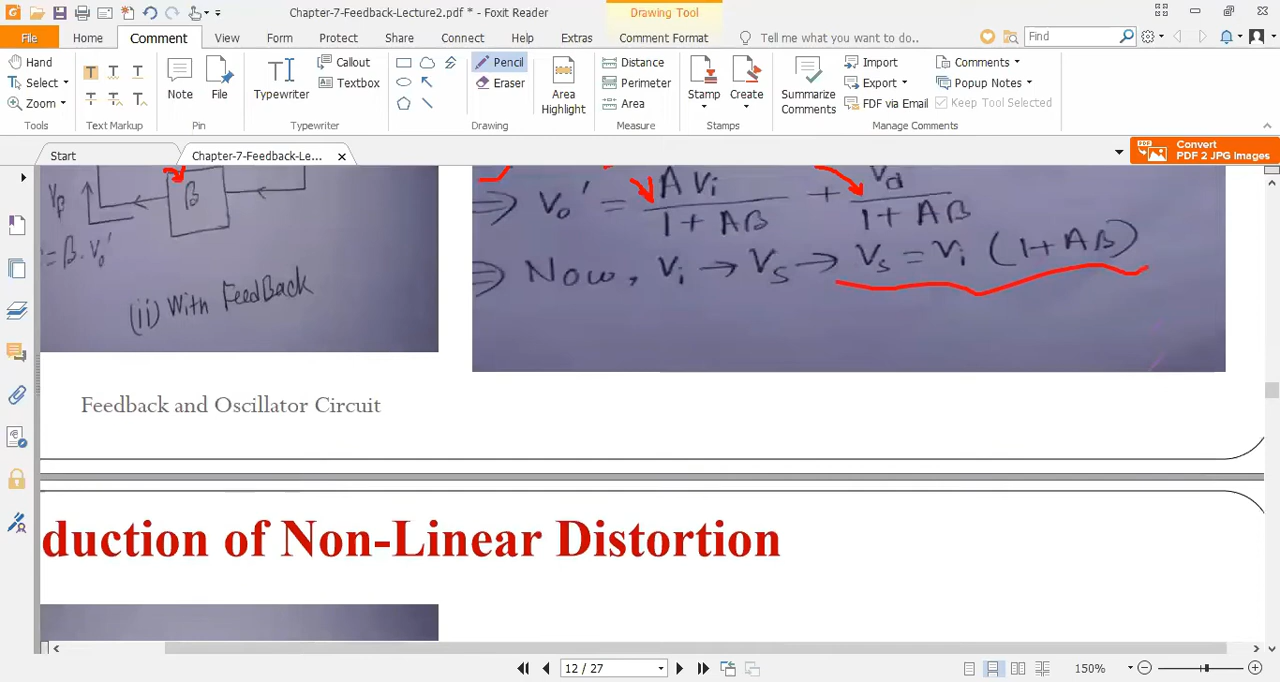 Chapter-7-Feedback-Lecture2.pdf * - Foxit Reader
Drawing Tool
File Home Comment View Form Protect Share Connect Help Extras Comment Format Tell me what you want to do... Find
Hand
Select
Zoom
Tools
Text Markup
Note
File
Pin
Typewriter
Callout
Textbox
Typewriter
Pencil
Eraser
Drawing
Area Highlight
Distance
Perimeter
Area
Measure
Stamp
Create
Stamps
Summarize Comments
Import
Export
FDF via Email
Comments
Popup Notes
Keep Tool Selected
Manage Comments
Start
Chapter-7-Feedback-Le...
Convert
PDF 2 JPG Images
Vβ
β
= β.Vo'
(ii) With FeedBack
⇒ Vo' = A Vi / 1 + AB + Vd / 1 + AB
⇒ Now, Vi → Vs → Vs = Vi (1 + AB)
Feedback and Oscillator Circuit
duction of Non-Linear Distortion
12 / 27
150%